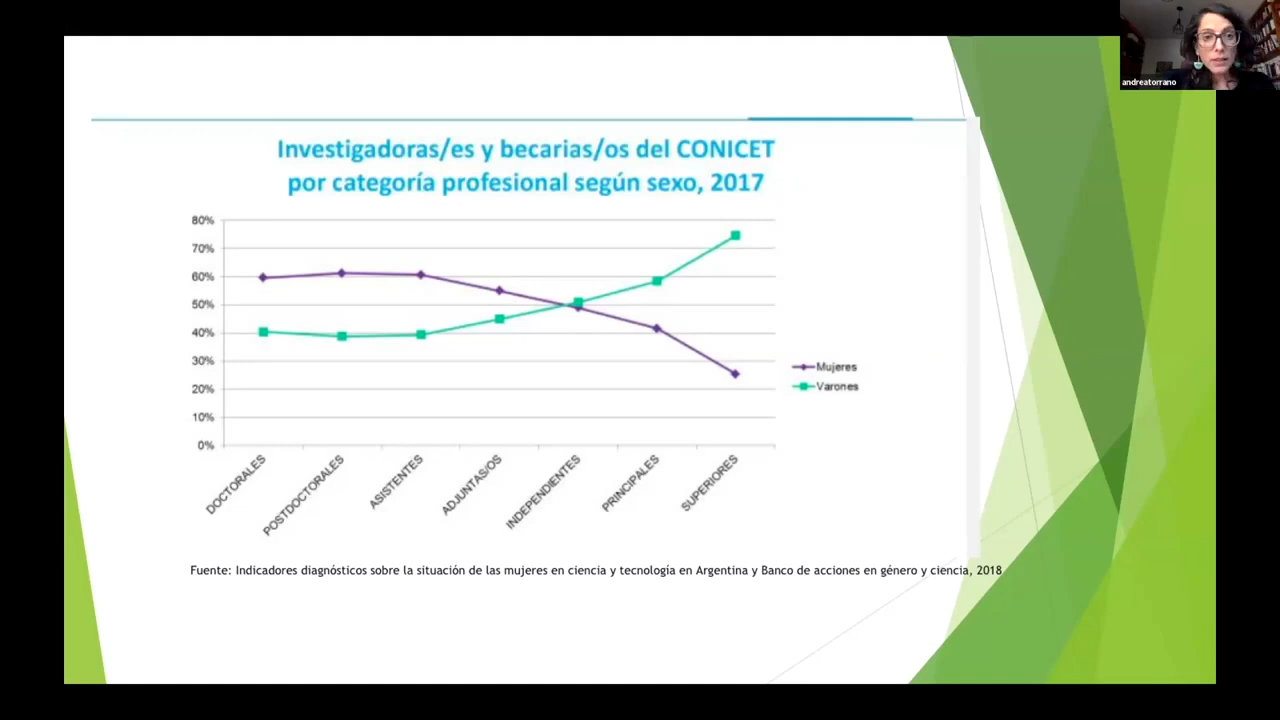 andreatorrano
Investigadoras/es y becarias/os del CONICET
por categoría profesional según sexo, 2017
80%
70%
60%
50%
40%
30%
20%
10%
0%
DOCTORALES
POSTDOCTORALES
ASISTENTES
ADJUNTAS/OS
INDEPENDIENTES
PRINCIPALES
SUPERIORES
Mujeres
Varones
Fuente: Indicadores diagnósticos sobre la situación de las mujeres en ciencia y tecnología en Argentina y Banco de acciones en género y ciencia, 2018